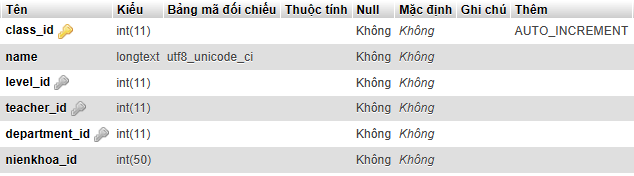 Tên Kiểu Bảng mã đối chiếu Thuộc tính Null Mặc định Ghi chú Thêm
class_id int(11) Không Không AUTO_INCREMENT
name longtext utf8_unicode_ci Không Không
level_id int(11) Không Không
teacher_id int(11) Không Không
department_id int(11) Không Không
nienkhoa_id int(50) Không Không